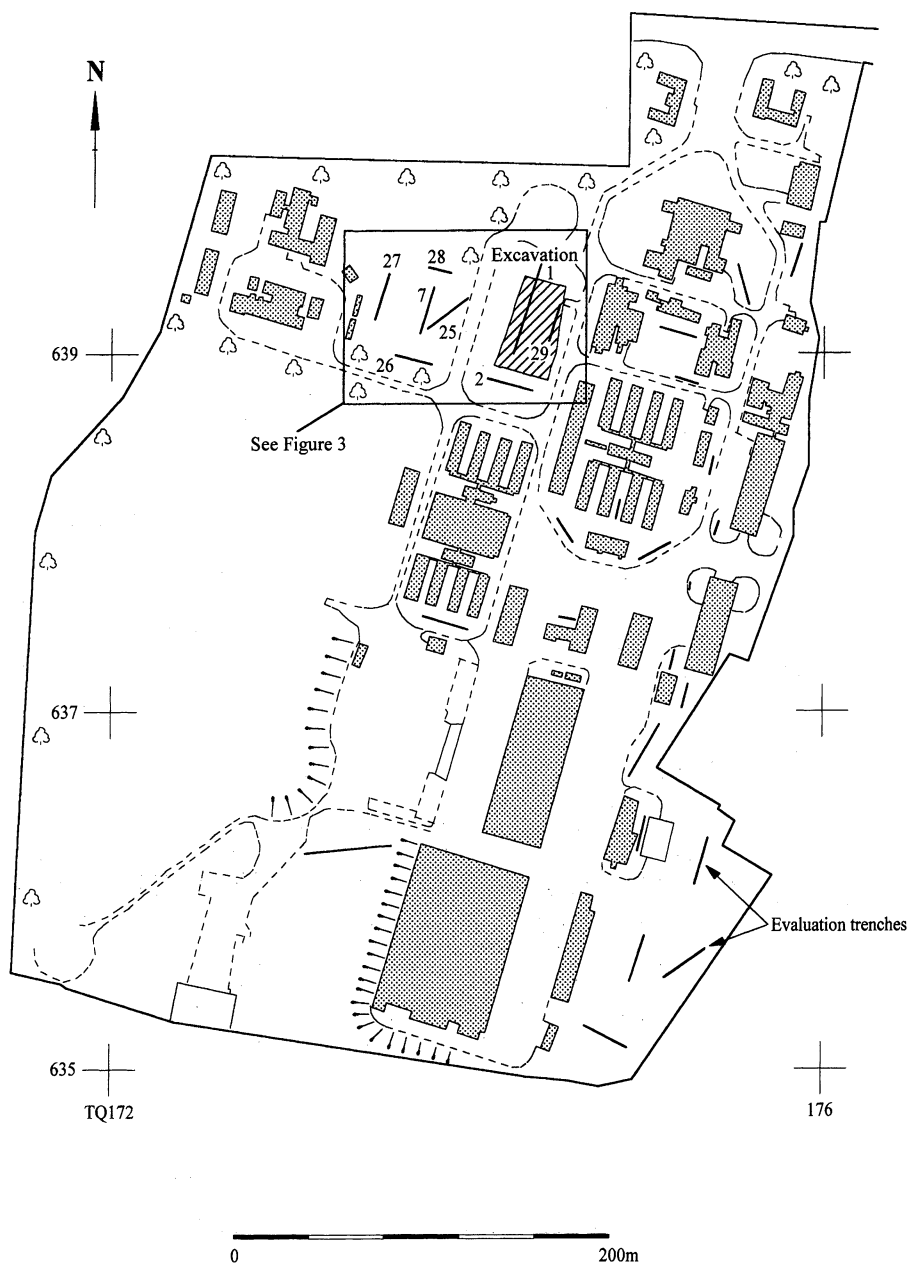 N
Excavation
27
28
1
7
25
29
639
26
2
See Figure 3
637
Evaluation trenches
635
TQ172
176
0
200m